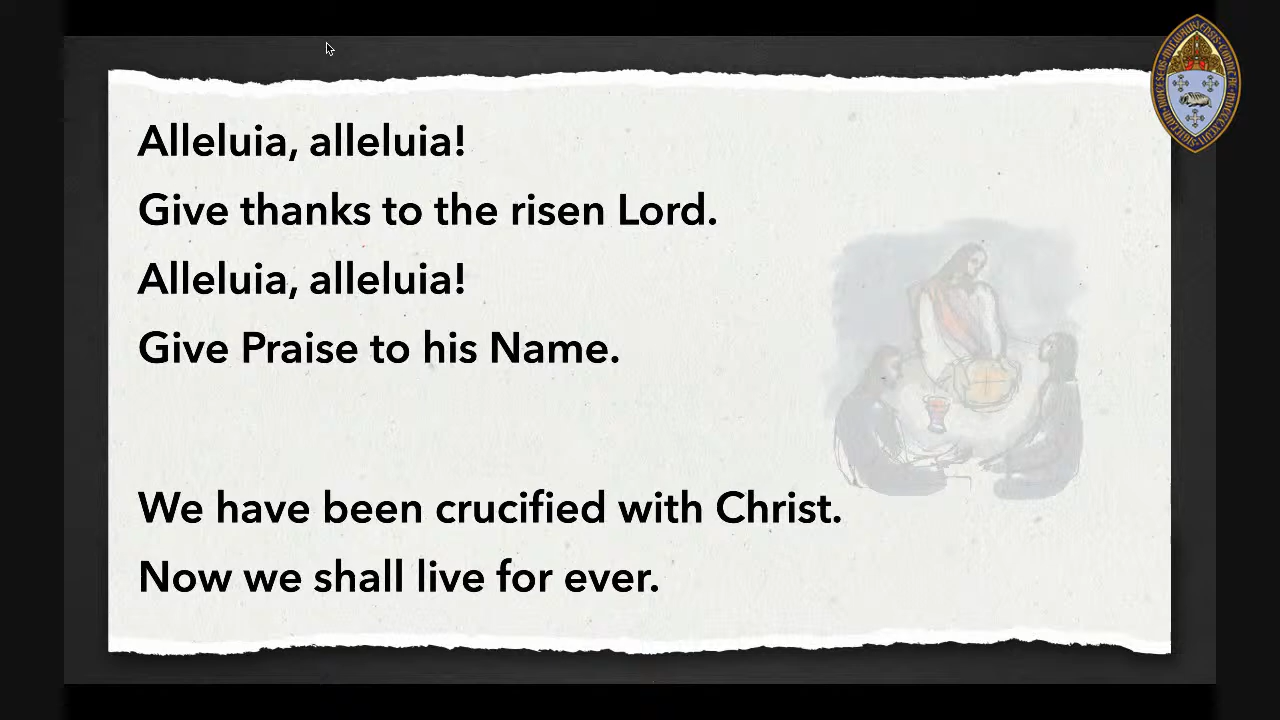 Alleluia, alleluia!
Give thanks to the risen Lord.
Alleluia, alleluia!
Give Praise to his Name.
We have been crucified with Christ.
Now we shall live for ever.